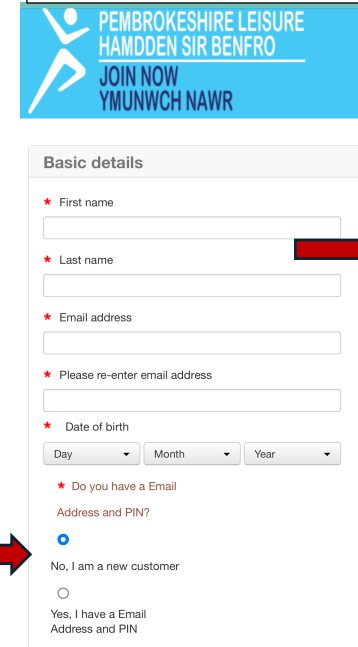 PEMBROKESHIRE LEISURE
HAMDDEN SIR BENFRO
JOIN NOW
YMUNWCH NAWR
Basic details
* First name
* Last name
* Email address
* Please re-enter email address
* Date of birth
Day Month Year
* Do you have a Email
Address and PIN?
No, I am a new customer
Yes, I have a Email
Address and PIN